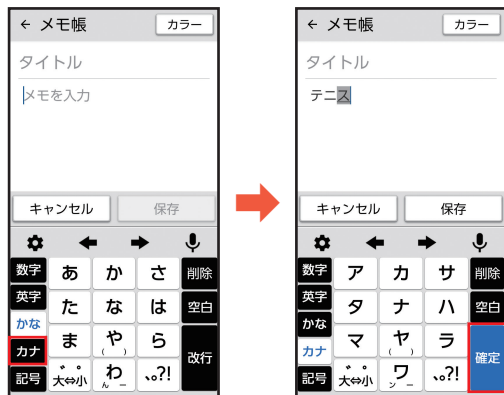 ← メモ帳 カラー
タイトル
メモを入力
キャンセル 保存
数字 あ か さ 削除
英字 た な は 空白
かな
カナ ま や ( ) ら 改行
記号 大⇔小 ゛゜ わ ん ー 、。?!
← メモ帳 カラー
タイトル
テニス
キャンセル 保存
数字 ア カ サ 削除
英字 タ ナ ハ 空白
かな
カナ マ ヤ ( ) ラ 確定
記号 大⇔小 ゛゜ ワ ン ー 、。?!